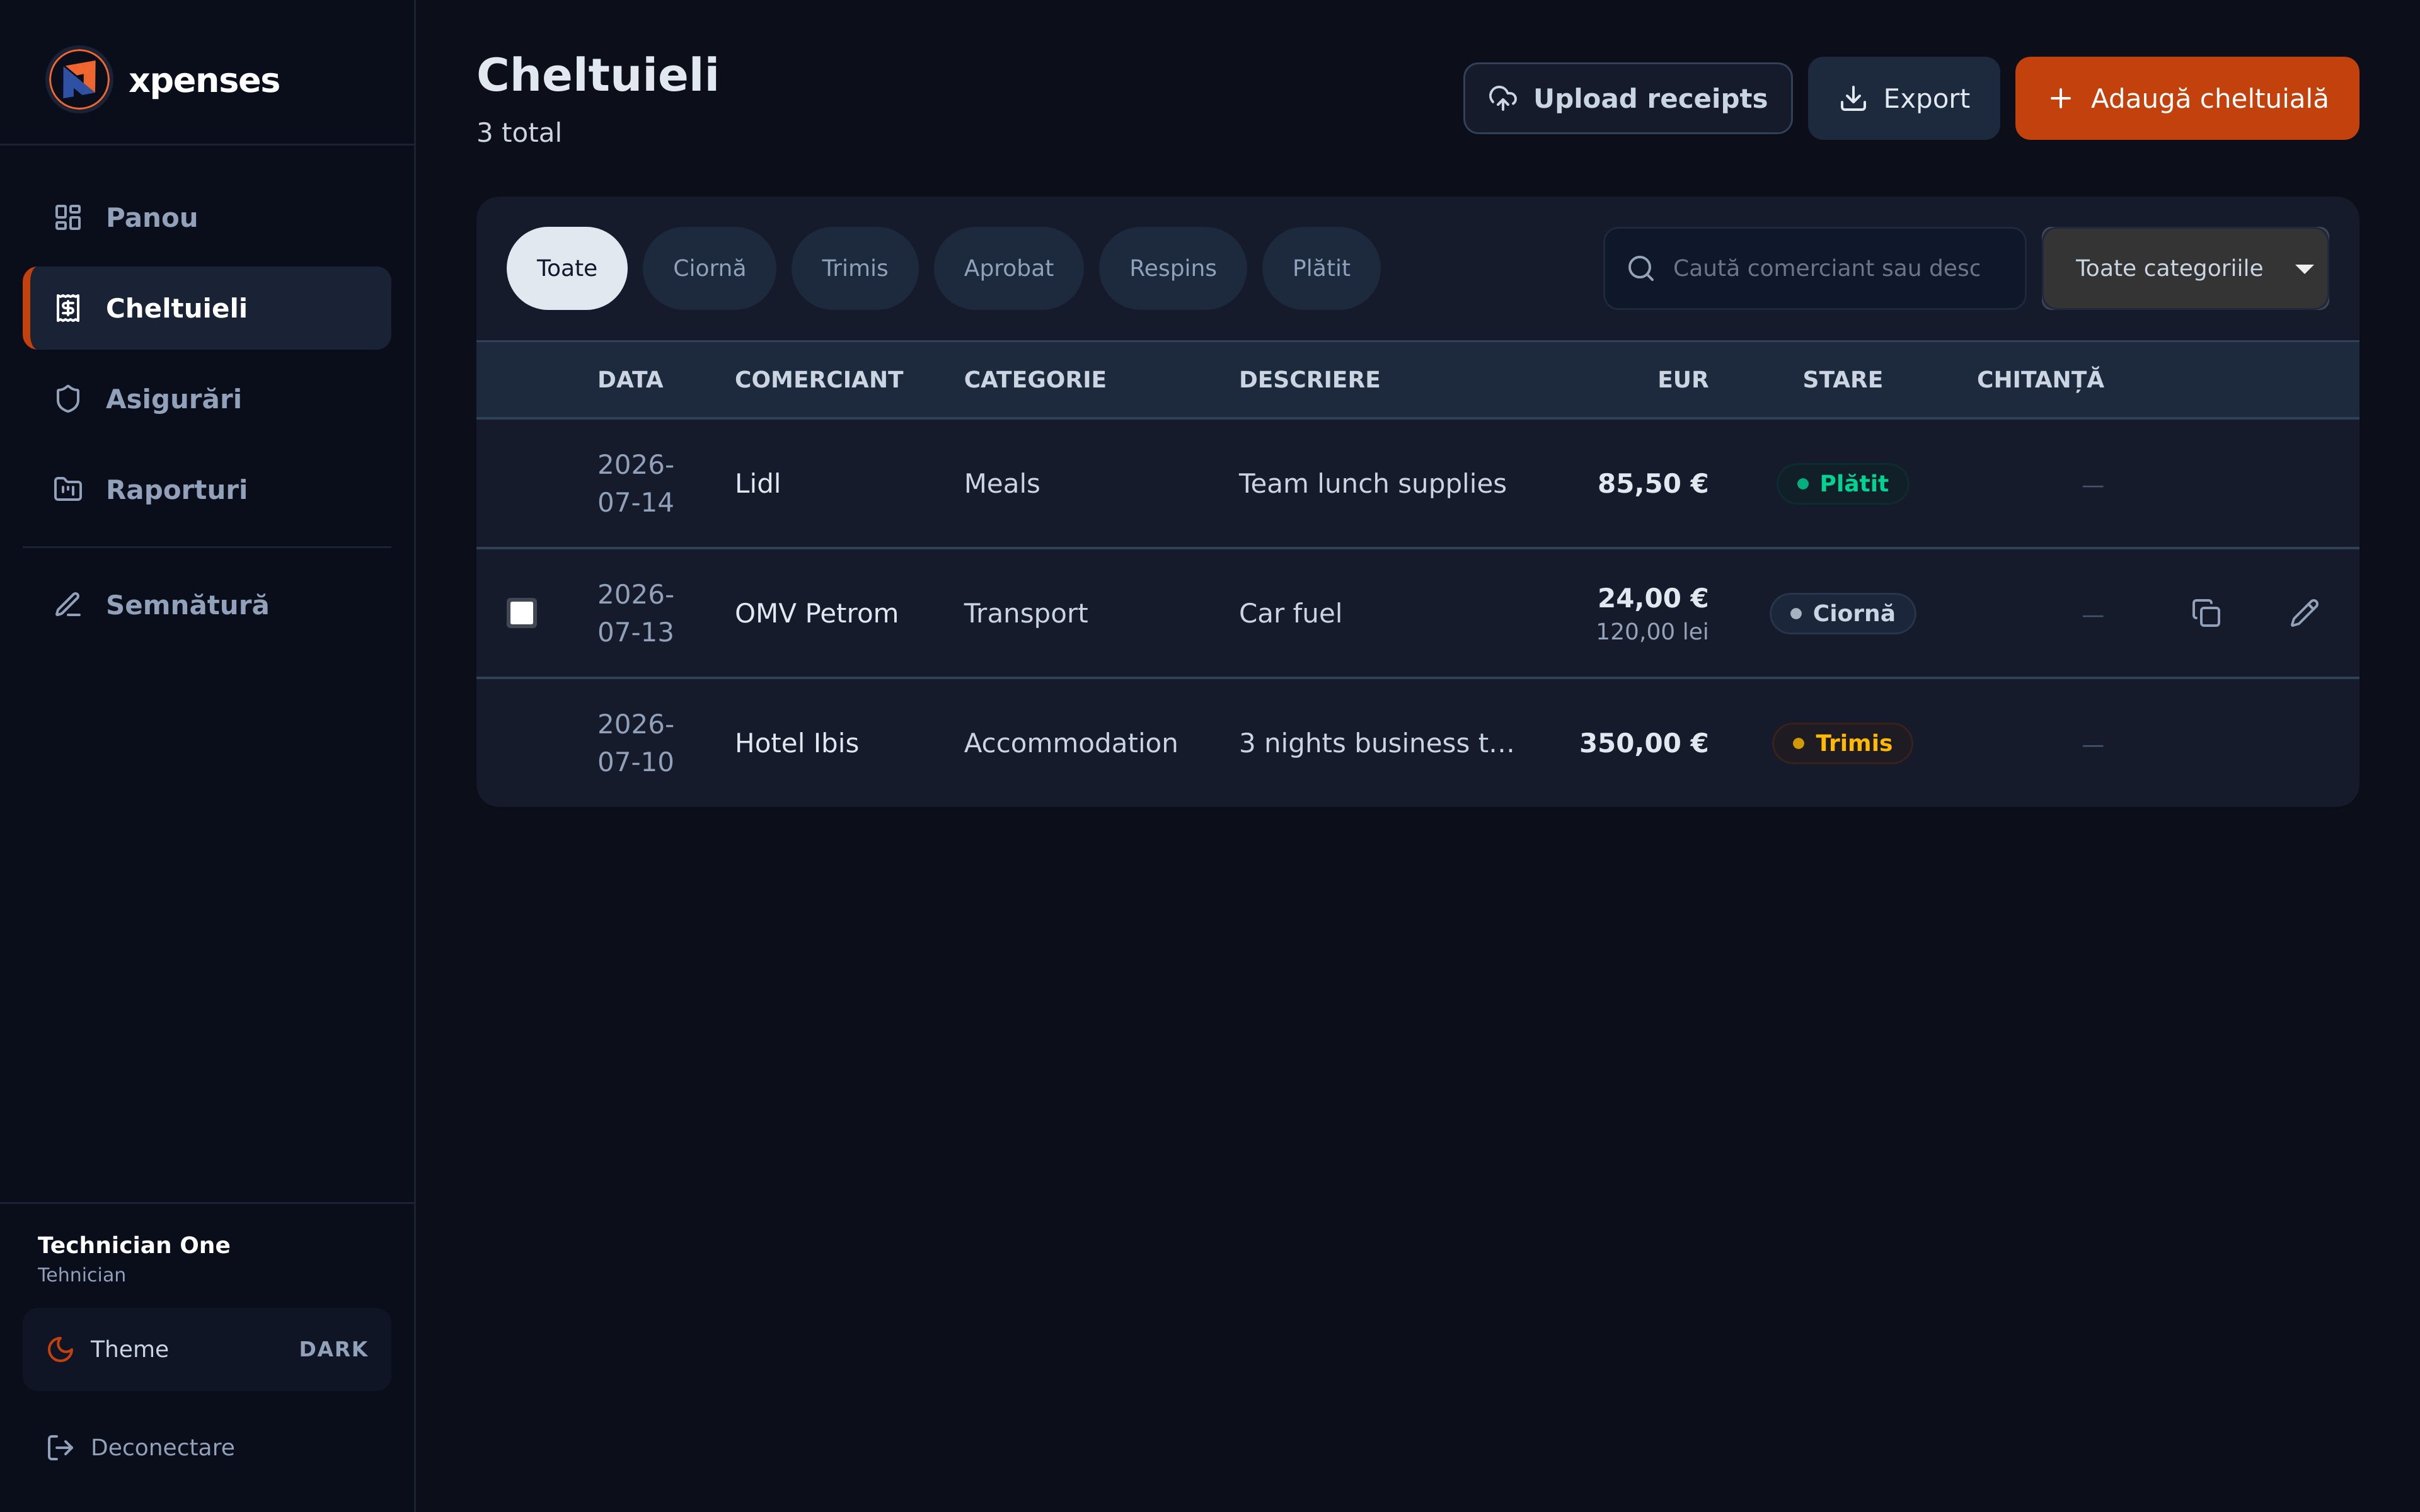 xpenses
Panou
Cheltuieli
Asigurări
Raporturi
Semnătură
Technician One
Tehnician
Theme DARK
Deconectare
Cheltuieli
3 total
Upload receipts
Export
Adaugă cheltuială
Toate Ciornă Trimis Aprobat Respins Plătit
Caută comerciant sau desc
Toate categoriile
DATA COMERCIANT CATEGORIE DESCRIERE EUR STARE CHITANȚĂ
2026-
07-14
Lidl Meals Team lunch supplies 85,50 € Plătit —
2026-
07-13
OMV Petrom Transport Car fuel 24,00 €
120,00 lei
Ciornă —
2026-
07-10
Hotel Ibis Accommodation 3 nights business t... 350,00 € Trimis —